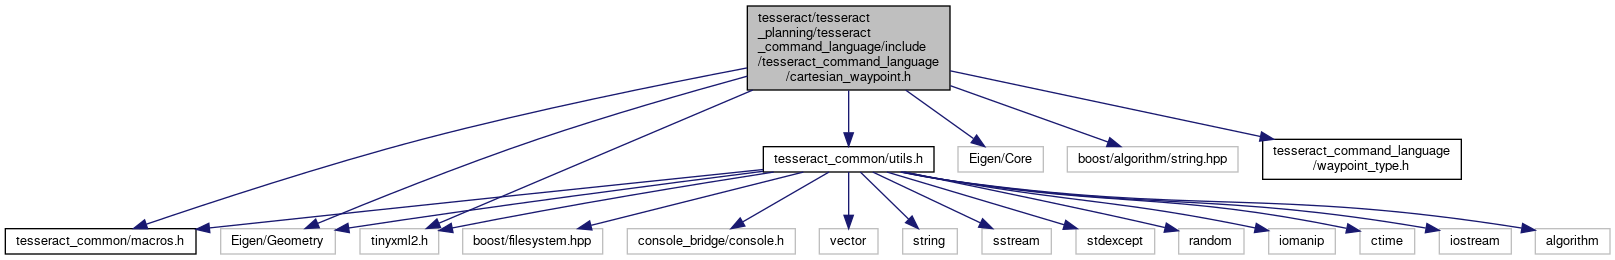 tesseract/tesseract
_planning/tesseract
_command_language/include
/tesseract_command_language
/cartesian_waypoint.h
tesseract_common/utils.h
Eigen/Core
boost/algorithm/string.hpp
tesseract_command_language
/waypoint_type.h
tesseract_common/macros.h
Eigen/Geometry
tinyxml2.h
boost/filesystem.hpp
console_bridge/console.h
vector
string
sstream
stdexcept
random
iomanip
ctime
iostream
algorithm